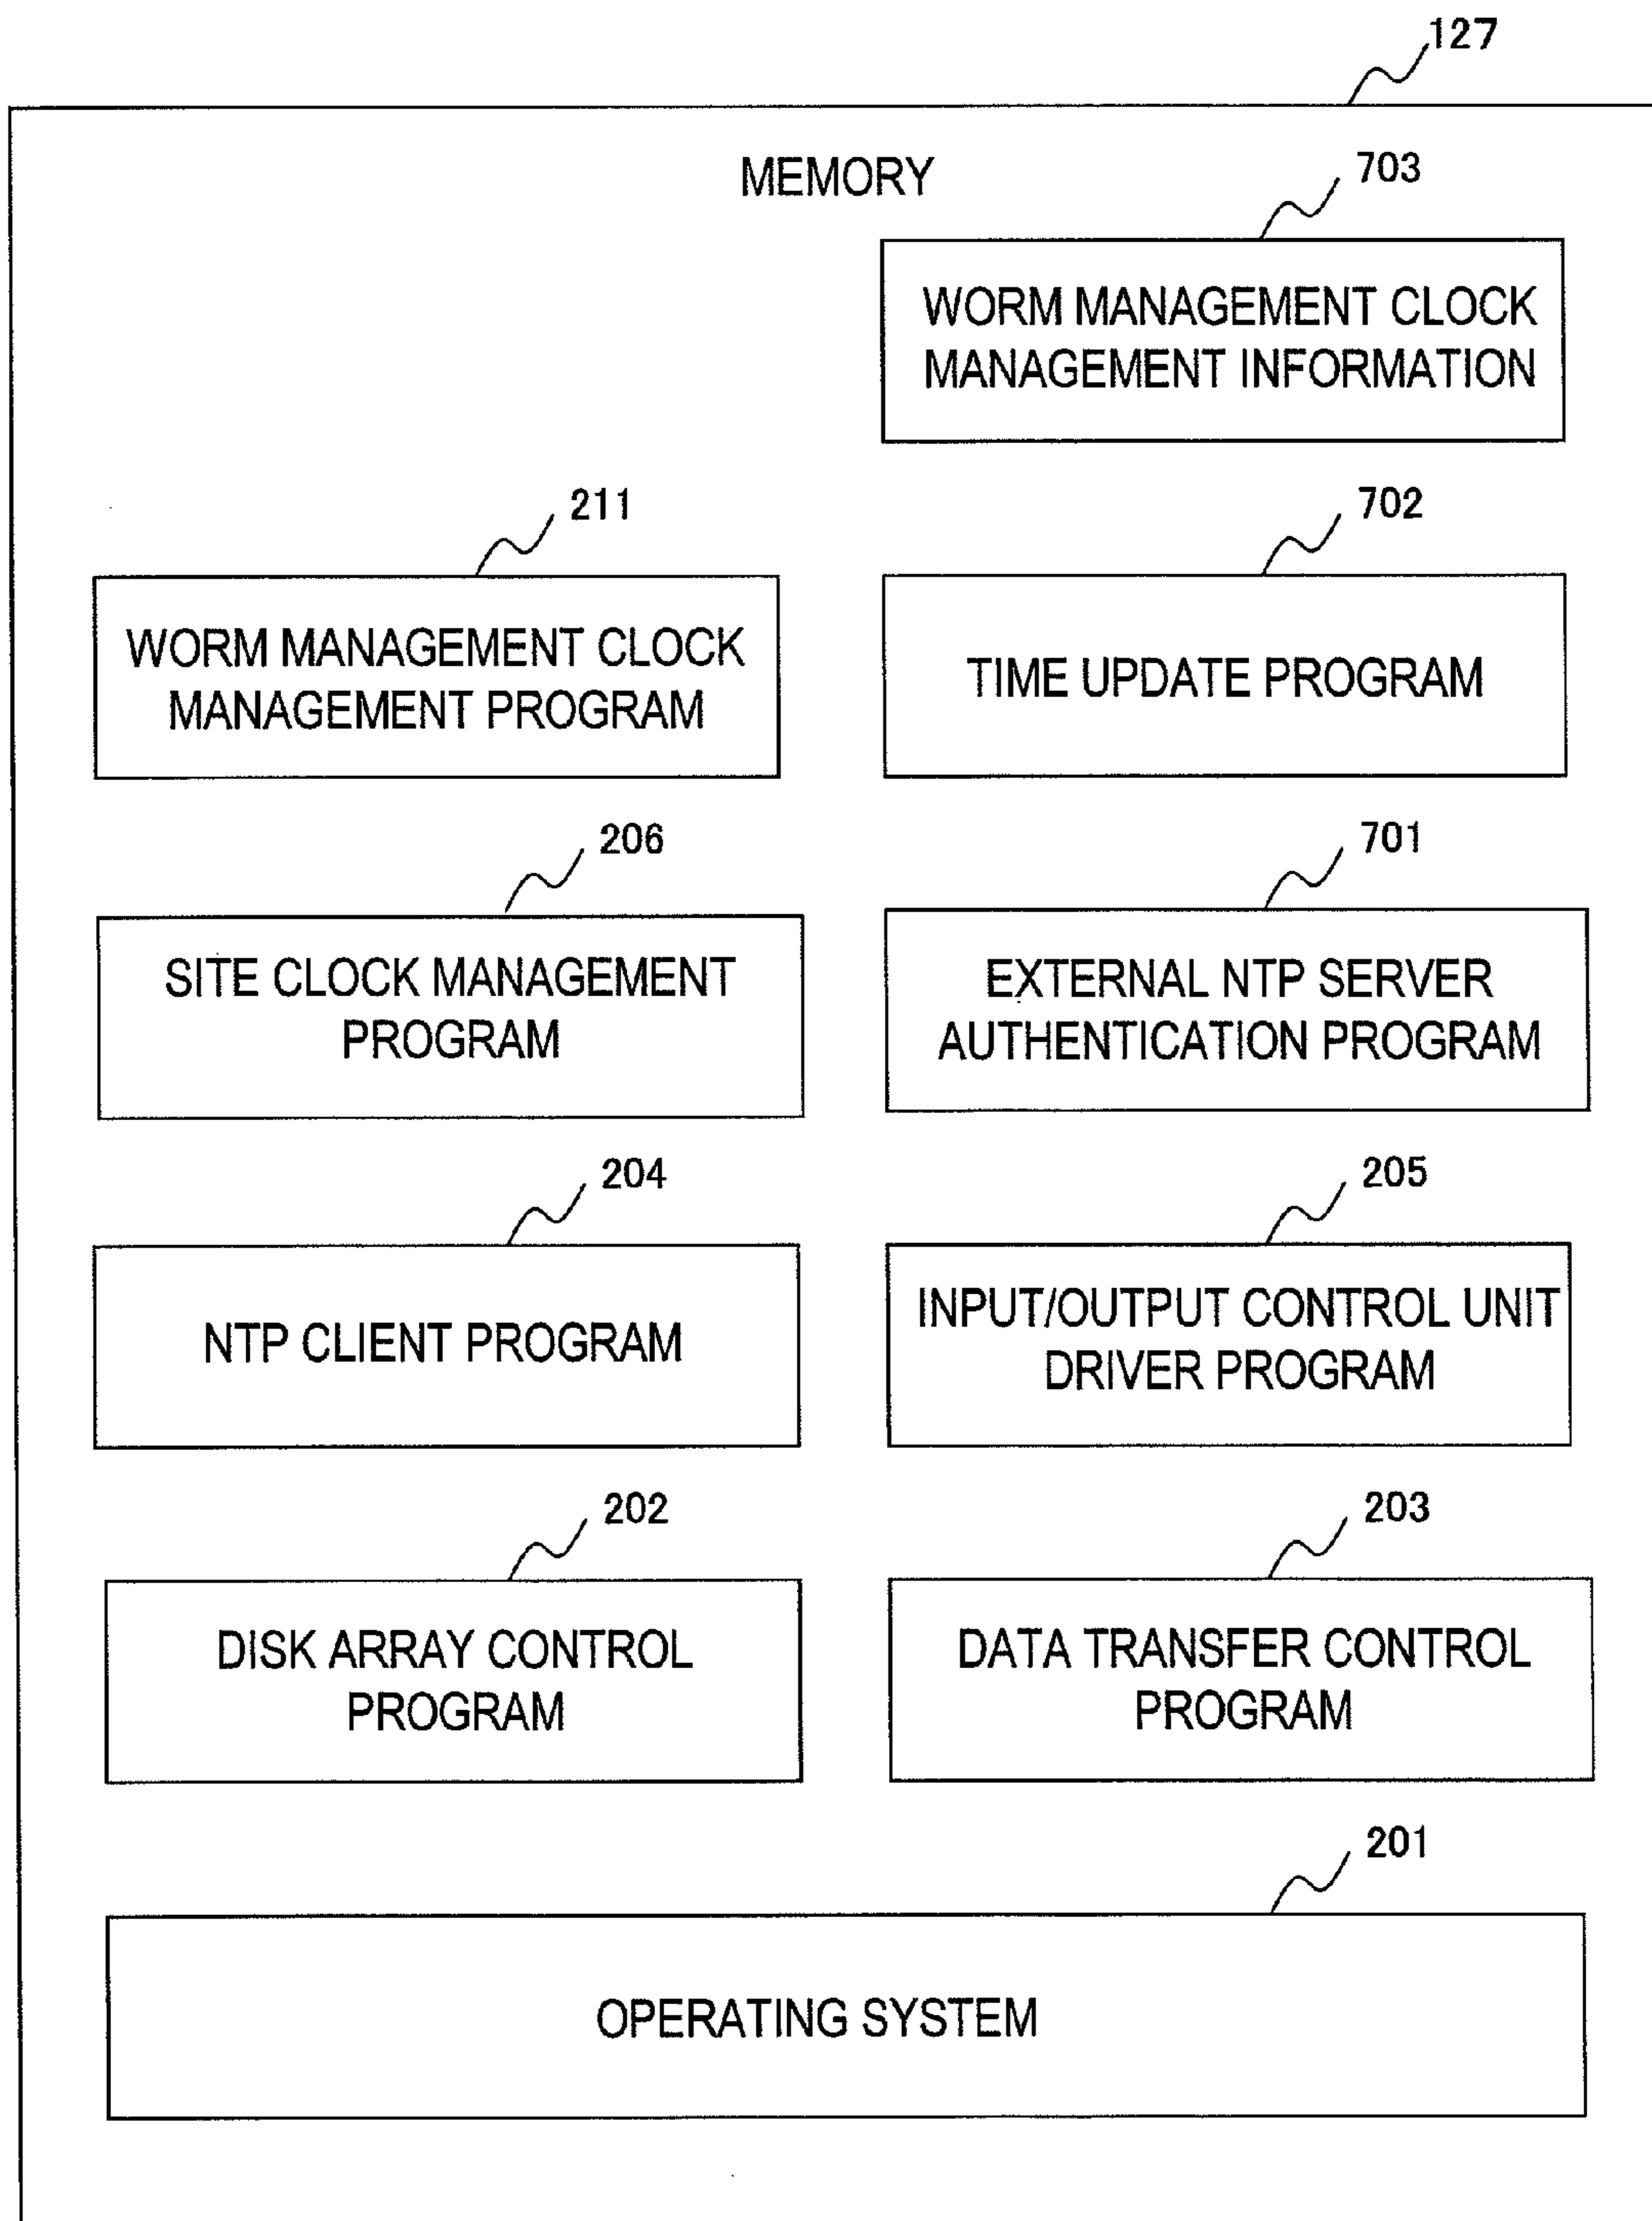 127
MEMORY
703
WORM MANAGEMENT CLOCK
MANAGEMENT INFORMATION
211
WORM MANAGEMENT CLOCK
MANAGEMENT PROGRAM
702
TIME UPDATE PROGRAM
206
SITE CLOCK MANAGEMENT
PROGRAM
701
EXTERNAL NTP SERVER
AUTHENTICATION PROGRAM
204
NTP CLIENT PROGRAM
205
INPUT/OUTPUT CONTROL UNIT
DRIVER PROGRAM
202
DISK ARRAY CONTROL
PROGRAM
203
DATA TRANSFER CONTROL
PROGRAM
201
OPERATING SYSTEM